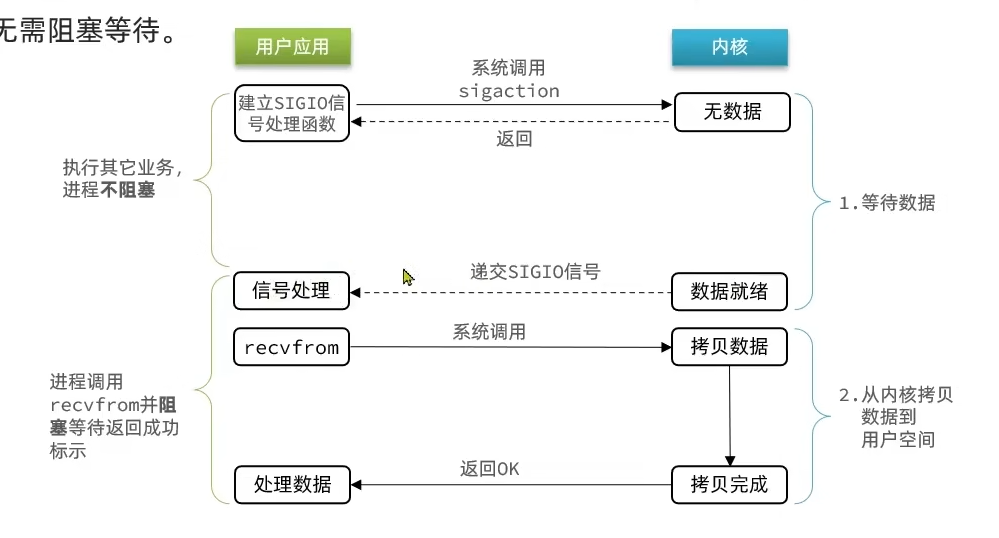 无需阻塞等待。
用户应用
内核
系统调用
sigaction
建立SIGIO信
号处理函数
无数据
返回
执行其它业务,
进程不阻塞
1.等待数据
递交SIGIO信号
信号处理
数据就绪
系统调用
recvfrom
拷贝数据
进程调用
recvfrom并阻
塞等待返回成功
标示
2.从内核拷贝
数据到
用户空间
返回OK
处理数据
拷贝完成